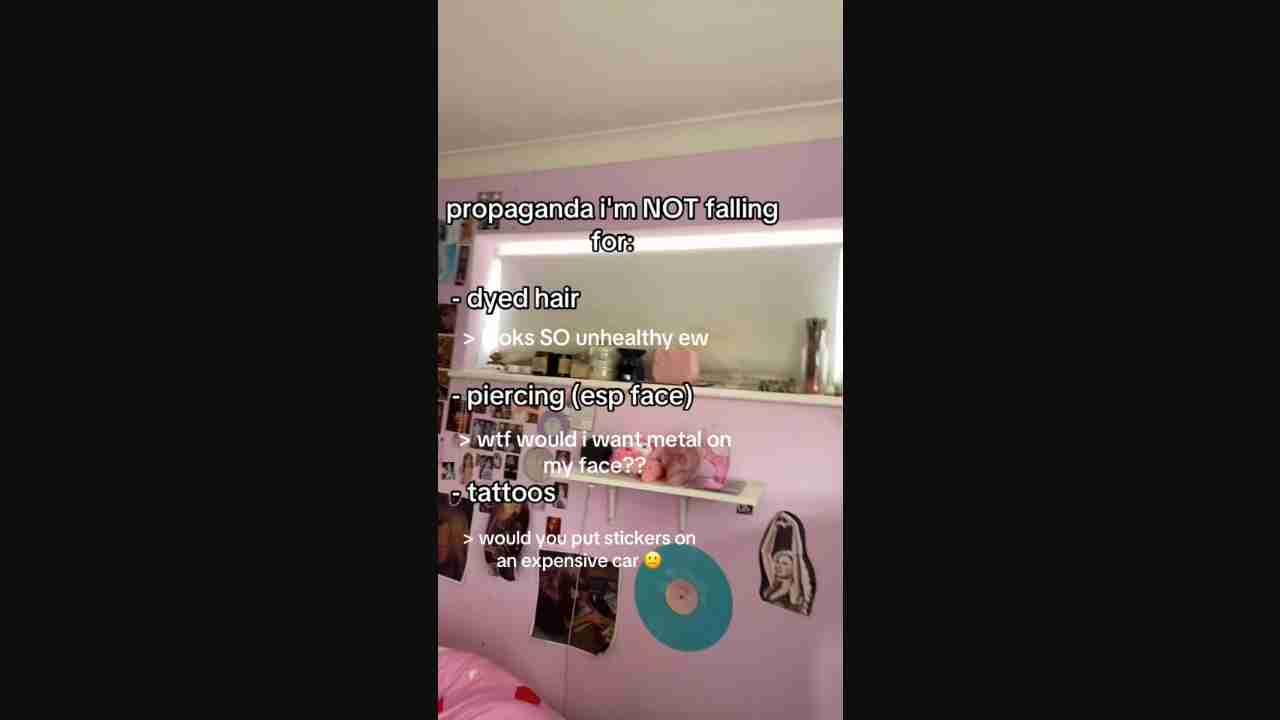 propaganda i'm NOT falling
for:
- dyed hair
> looks SO unhealthy ew
- piercing (esp face)
> wtf would i want metal on
my face??
- tattoos
> would you put stickers on
an expensive car 😕